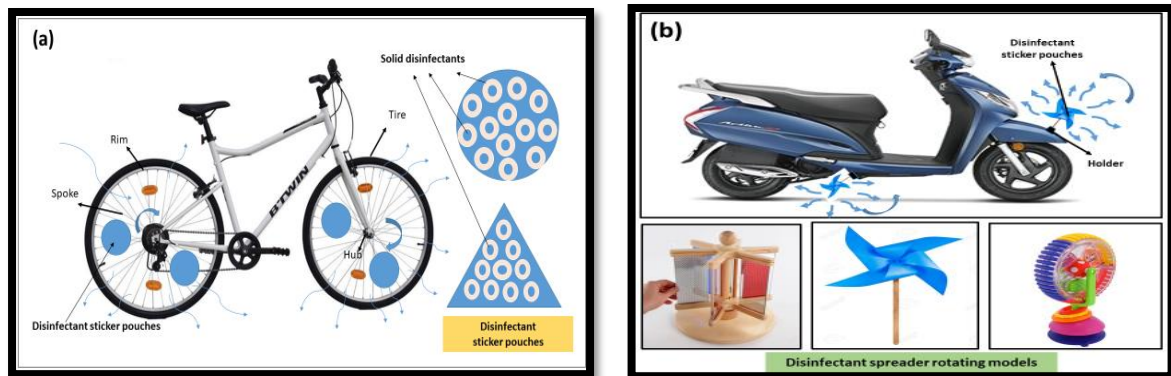 (a)
Solid disinfectants
Tire
Rim
Spoke
B'TWIN
Hub
Disinfectant sticker pouches
Disinfectant
sticker pouches
(b)
Disinfectant
sticker pouches
Activa
Holder
Disinfectant spreader rotating models